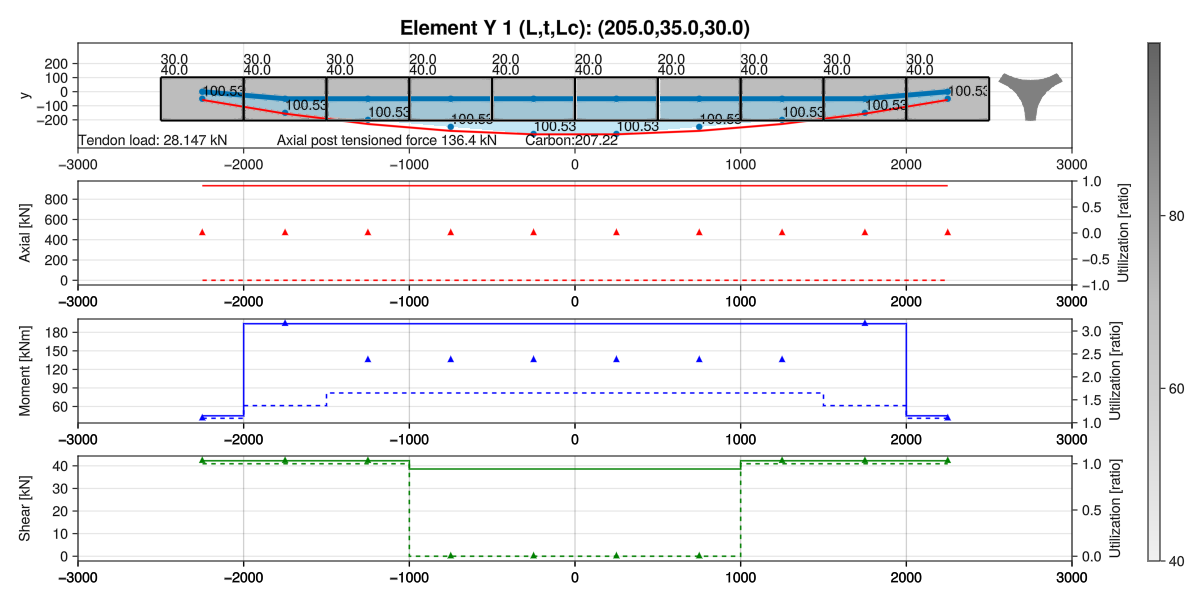 Element Y 1 (L,t,Lc): (205.0,35.0,30.0)
30.0 30.0 30.0 20.0 20.0 20.0 20.0 30.0 30.0 30.0
40.0 40.0 40.0 40.0 40.0 40.0 40.0 40.0 40.0 40.0
200
100
0
−100
−200
y
100.53 100.53 100.53 100.53 100.53 100.53 100.53 100.53 100.53 100.53
Tendon load: 28.147 kN Axial post tensioned force 136.4 kN Carbon:207.22
−3000 −2000 −1000 0 1000 2000 3000
Axial [kN]
800
600
400
200
0
1.0
0.5
0.0
−0.5
−1.0
Utilization [ratio]
−3000 −2000 −1000 0 1000 2000 3000
Moment [kNm]
180
150
120
90
60
3.0
2.5
2.0
1.5
1.0
Utilization [ratio]
−3000 −2000 −1000 0 1000 2000 3000
Shear [kN]
40
30
20
10
0
1.0
0.5
0.0
Utilization [ratio]
−3000 −2000 −1000 0 1000 2000 3000
80
60
40